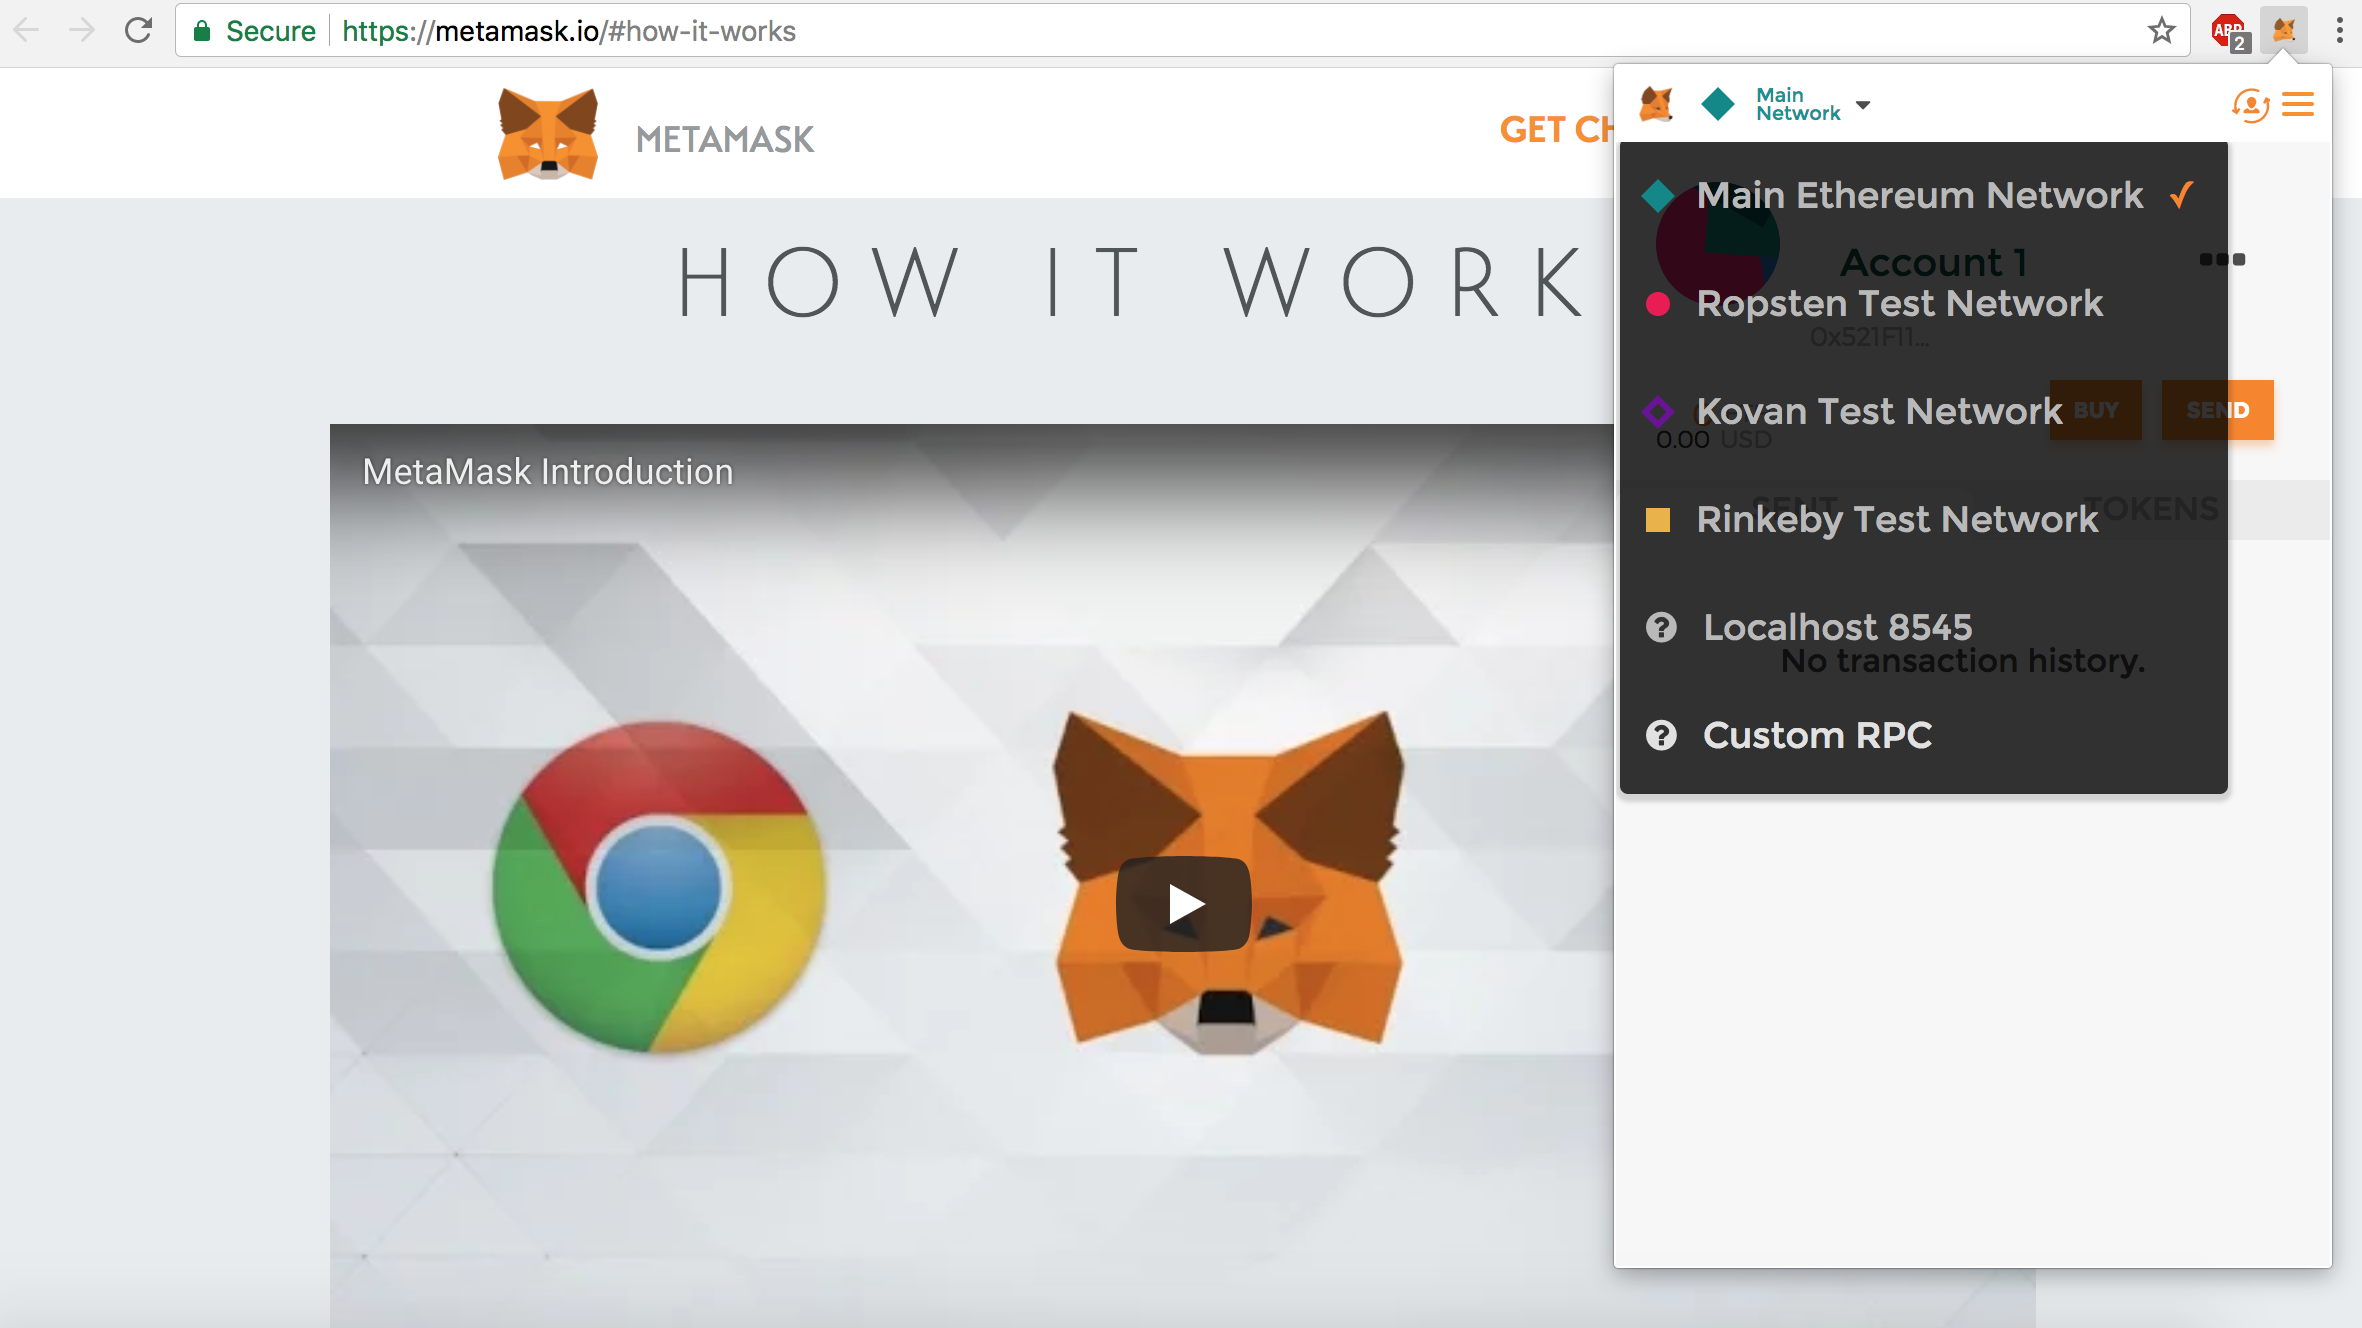 Secure https://metamask.io/#how-it-works
ABP
2
METAMASK
GET CH
HOW IT WORK
MetaMask Introduction
Main
Network
Main Ethereum Network
Account 1
Ropsten Test Network
0x521F11...
Kovan Test Network
BUY
SEND
0.00 USD
SENT
TOKENS
Rinkeby Test Network
Localhost 8545
No transaction history.
Custom RPC